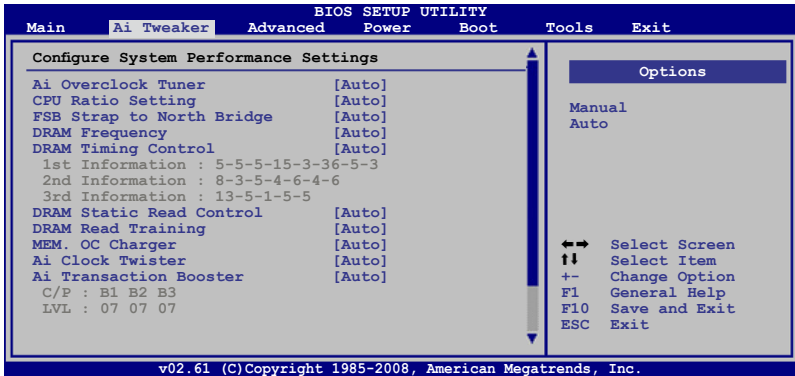 BIOS SETUP UTILITY
Main Ai Tweaker Advanced Power Boot Tools Exit
Configure System Performance Settings
Ai Overclock Tuner [Auto]
CPU Ratio Setting [Auto]
FSB Strap to North Bridge [Auto]
DRAM Frequency [Auto]
DRAM Timing Control [Auto]
1st Information : 5-5-5-15-3-36-5-3
2nd Information : 8-3-5-4-6-4-6
3rd Information : 13-5-1-5-5
DRAM Static Read Control [Auto]
DRAM Read Training [Auto]
MEM. OC Charger [Auto]
Ai Clock Twister [Auto]
Ai Transaction Booster [Auto]
C/P : B1 B2 B3
LVL : 07 07 07
Options
Manual
Auto
←→ Select Screen
↑↓ Select Item
+- Change Option
F1 General Help
F10 Save and Exit
ESC Exit
v02.61 (C)Copyright 1985-2008, American Megatrends, Inc.